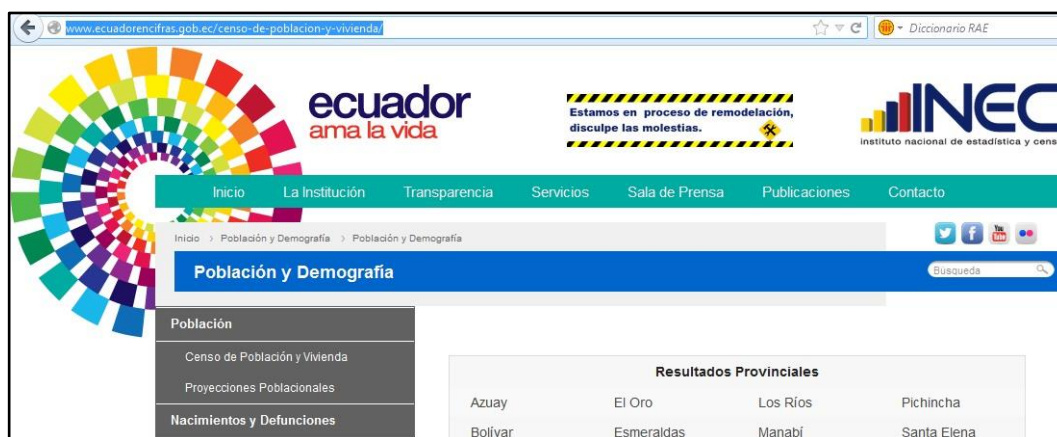 www.ecuadorencifras.gob.ec/censo-de-poblacion-y-vivienda/
Diccionario RAE
ecuador
ama la vida
Estamos en proceso de remodelación,
disculpe las molestias.
INEC
instituto nacional de estadística y cens
Inicio La Institución Transparencia Servicios Sala de Prensa Publicaciones Contacto
Inicio > Población y Demografía > Población y Demografía
You Tube
Población y Demografía
Búsqueda
Población
Censo de Población y Vivienda
Proyecciones Poblacionales
Nacimientos y Defunciones
Resultados Provinciales
Azuay El Oro Los Ríos Pichincha
Bolívar Esmeraldas Manabí Santa Elena